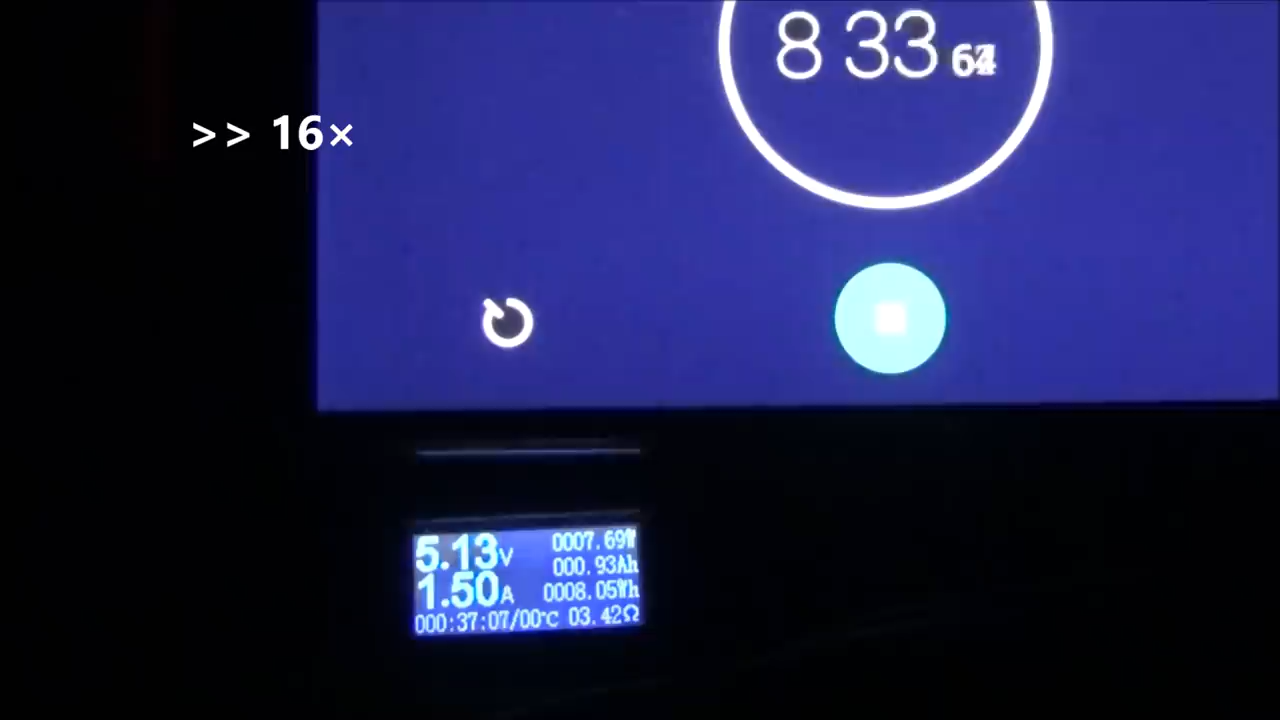 8 33
>> 16×
5.13V 0007.69W
000.93Ah
1.50A 0008.05Wh
000:37:07/00℃ 03.42Ω